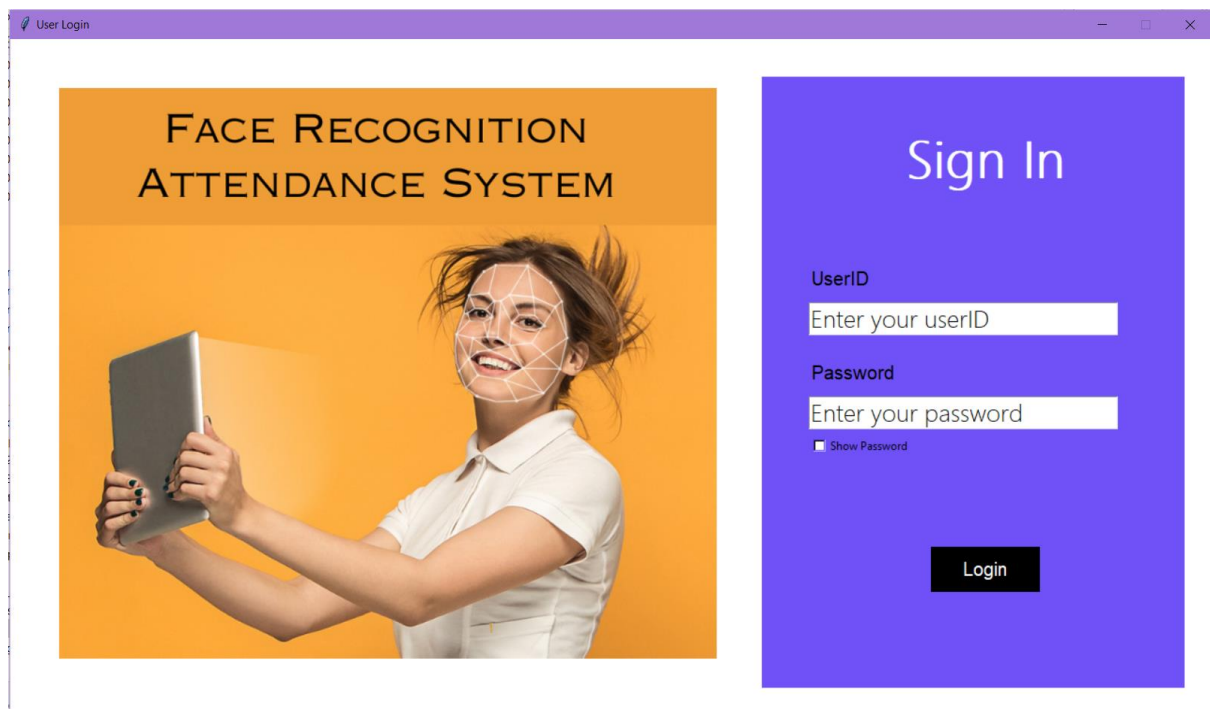 User Login
FACE RECOGNITION
ATTENDANCE SYSTEM
Sign In
UserID
Enter your userID
Password
Enter your password
Show Password
Login